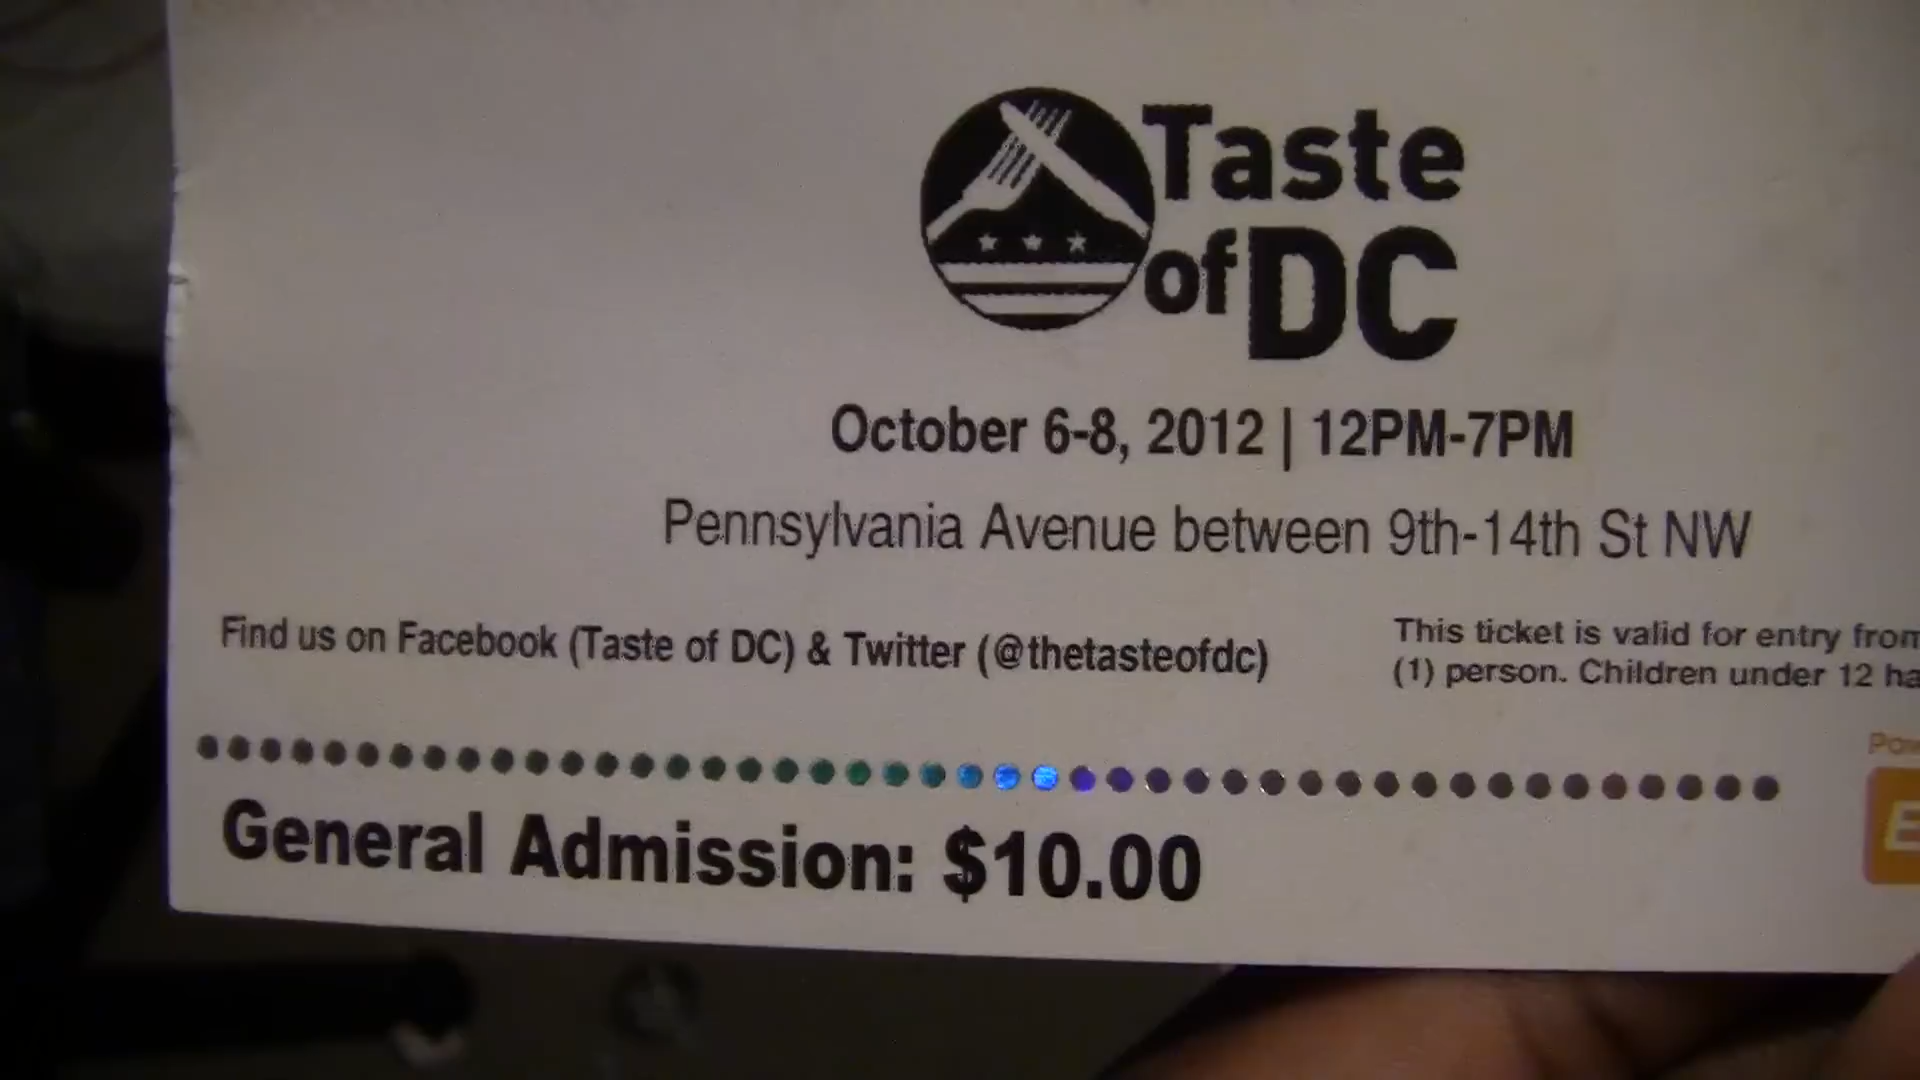 Taste
of DC
October 6-8, 2012 | 12PM-7PM
Pennsylvania Avenue between 9th-14th St NW
Find us on Facebook (Taste of DC) & Twitter (@thetasteofdc)
This ticket is valid for entry from
(1) person. Children under 12
General Admission: $10.00